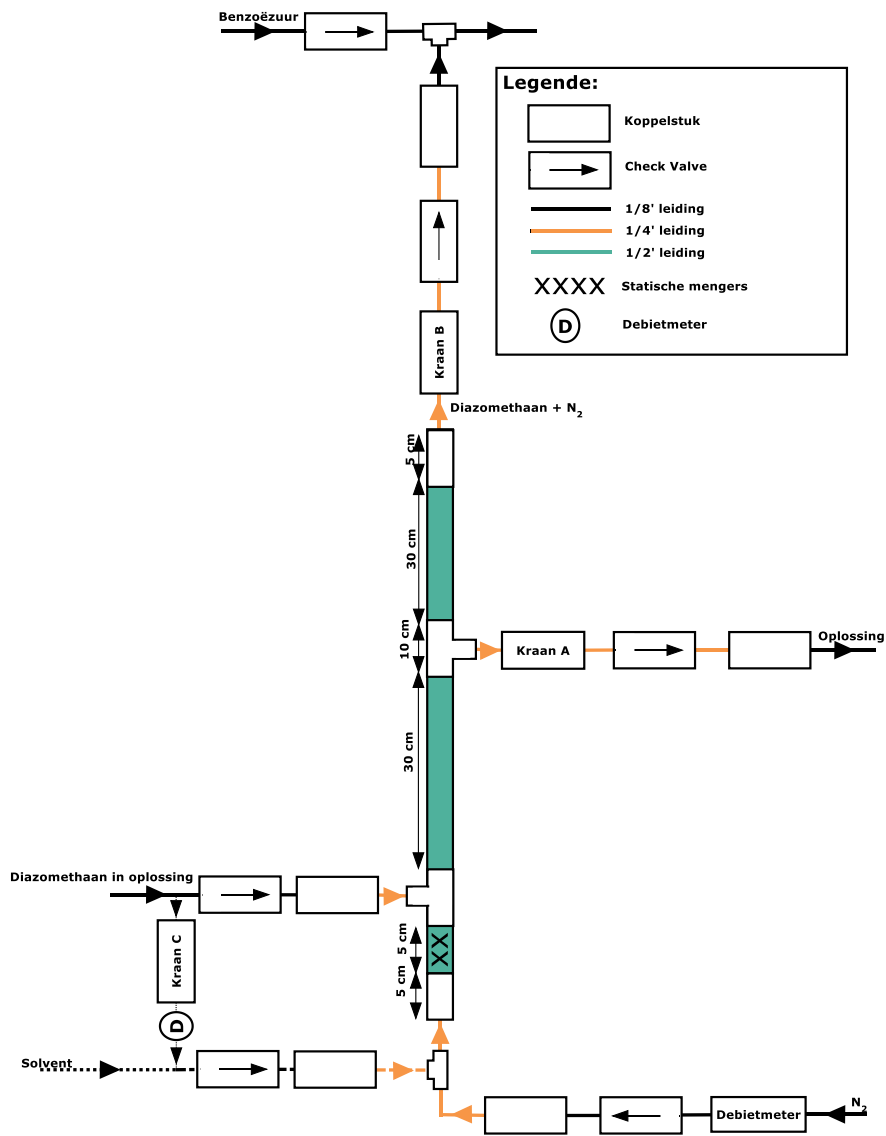 Benzoëzuur
Legende:
Koppelstuk
Check Valve
1/8' leiding
1/4' leiding
1/2' leiding
XXXX
Statische mengers
D
Debietmeter
Kraan B
Diazomethaan + N2
5 cm
30 cm
10 cm
Kraan A
Oplossing
30 cm
Diazomethaan in oplossing
Kraan C
5 cm
XX
5 cm
D
Solvent
Debietmeter
N2